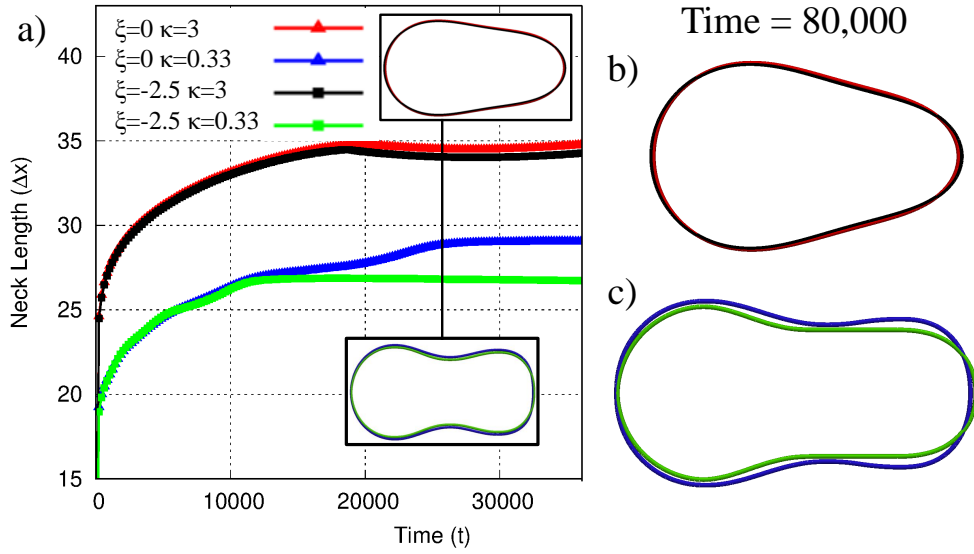 a)
ξ=0 κ=3
ξ=0 κ=0.33
ξ=-2.5 κ=3
ξ=-2.5 κ=0.33
Neck Length (Δx)
40
35
30
25
20
15
0 10000 20000 30000
Time (t)
Time = 80,000
b)
c)